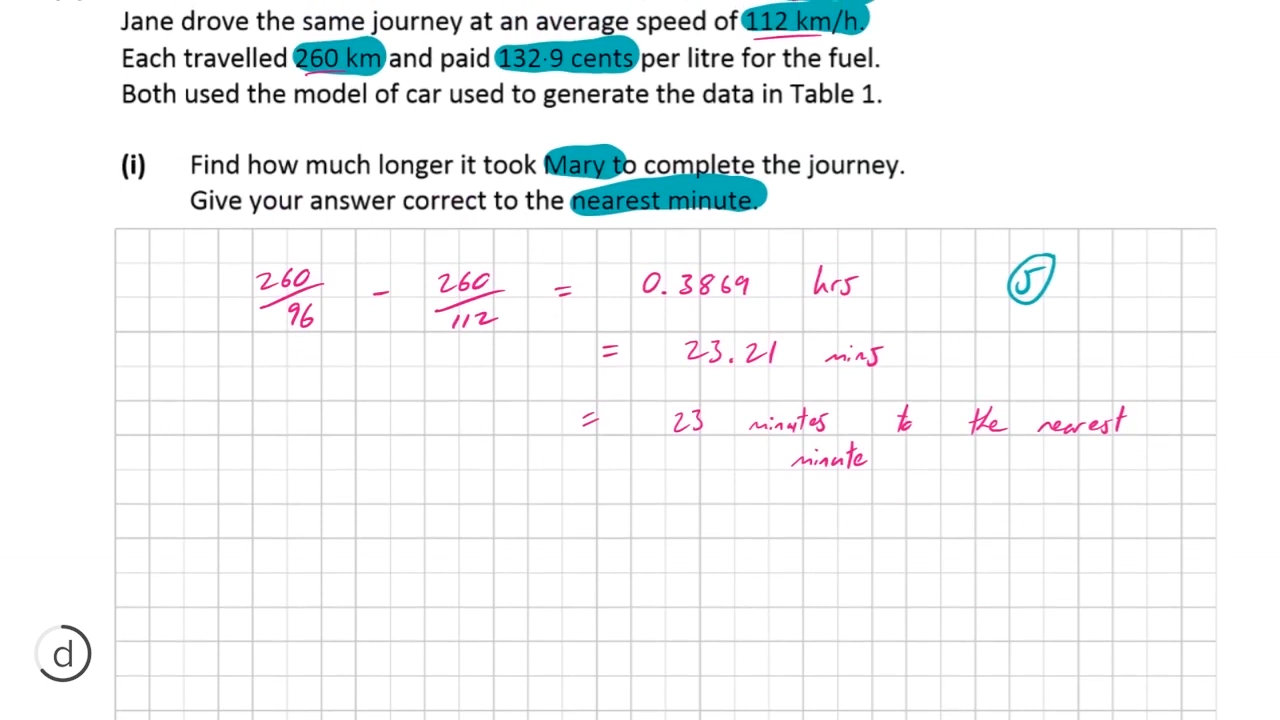 Jane drove the same journey at an average speed of 112 km/h.
Each travelled 260 km and paid 132·9 cents per litre for the fuel.
Both used the model of car used to generate the data in Table 1.
(i) Find how much longer it took Mary to complete the journey.
Give your answer correct to the nearest minute.
260/96 - 260/112 = 0.3869 hrs
5
= 23.21 mins
= 23 minutes to the nearest
minute
d